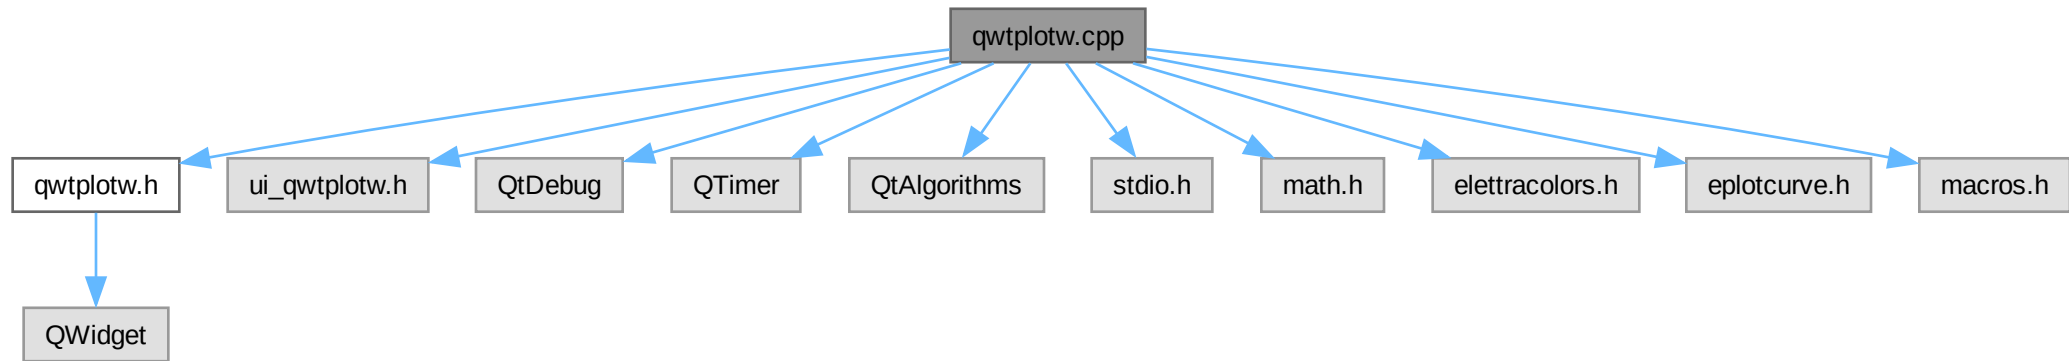 qwtplotw.cpp
qwtplotw.h
ui_qwtplotw.h
QtDebug
QTimer
QtAlgorithms
stdio.h
math.h
elettracolors.h
eplotcurve.h
macros.h
QWidget